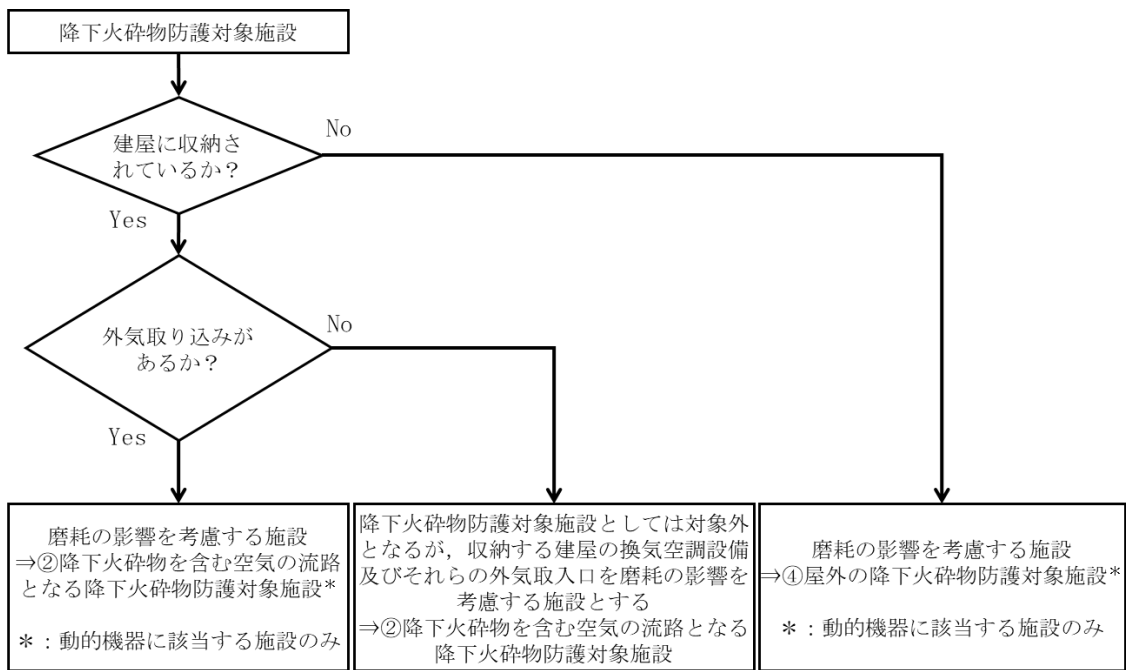 降下火砕物防護対象施設
建屋に収納さ
れているか？
No
Yes
外気取り込みが
あるか？
No
Yes
磨耗の影響を考慮する施設
⇒②降下火砕物を含む空気の流路
となる降下火砕物防護対象施設*
*：動的機器に該当する施設のみ
降下火砕物防護対象施設としては対象外
となるが，収納する建屋の換気空調設備
及びそれらの外気取入口を磨耗の影響を
考慮する施設とする
⇒②降下火砕物を含む空気の流路となる
降下火砕物防護対象施設
磨耗の影響を考慮する施設
⇒④屋外の降下火砕物防護対象施設*
*：動的機器に該当する施設のみ